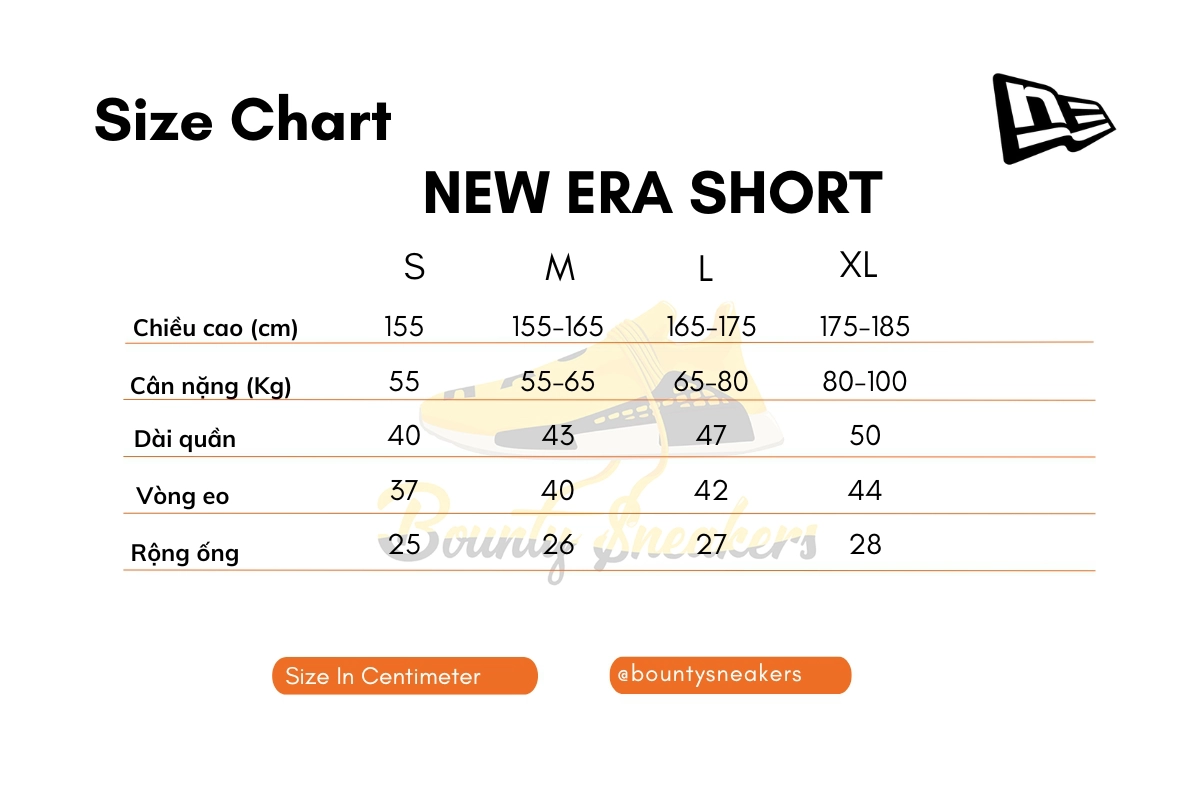 Size Chart
NEW ERA SHORT
S M L XL
Chiều cao (cm) 155 155-165 165-175 175-185
Cân nặng (Kg) 55 55-65 65-80 80-100
Dài quần 40 43 47 50
Vòng eo 37 40 42 44
Rộng ống 25 26 27 28
Bounty Sneakers
Size In Centimeter
@bountysneakers